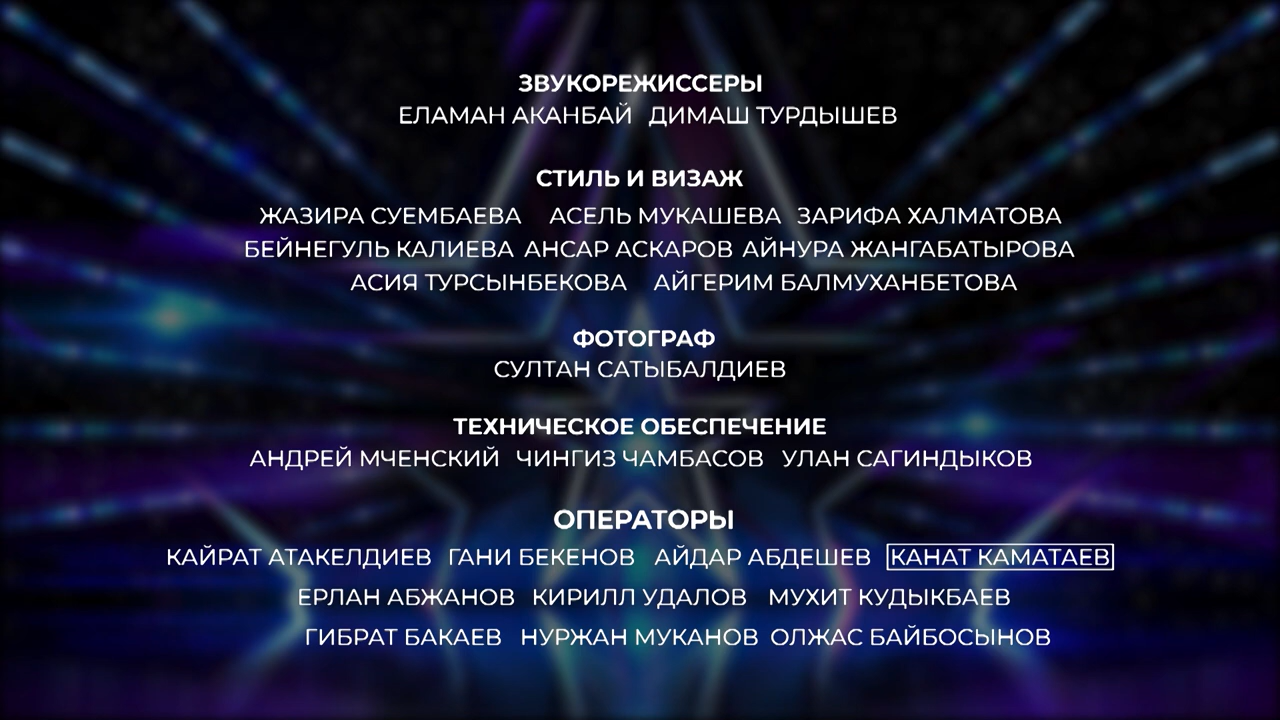 ЗВУКОРЕЖИССЕРЫ
ЕЛАМАН АКАНБАЙ ДИМАШ ТУРДЫШЕВ
СТИЛЬ И ВИЗАЖ
ЖАЗИРА СУЕМБАЕВА АСЕЛЬ МУКАШЕВА ЗАРИФА ХАЛМАТОВА
БЕЙНЕГУЛЬ КАЛИЕВА АНСАР АСКАРОВ АЙНУРА ЖАНГАБАТЫРОВА
АСИЯ ТУРСЫНБЕКОВА АЙГЕРИМ БАЛМУХАНБЕТОВА
ФОТОГРАФ
СУЛТАН САТЫБАЛДИЕВ
ТЕХНИЧЕСКОЕ ОБЕСПЕЧЕНИЕ
АНДРЕЙ МЧЕНСКИЙ ЧИНГИЗ ЧАМБАСОВ УЛАН САГИНДЫКОВ
ОПЕРАТОРЫ
КАЙРАТ АТАКЕЛДИЕВ ГАНИ БЕКЕНОВ АЙДАР АБДЕШЕВ КАНАТ КАМАТАЕВ
ЕРЛАН АБЖАНОВ КИРИЛЛ УДАЛОВ МУХИТ КУДЫКБАЕВ
ГИБРАТ БАКАЕВ НУРЖАН МУКАНОВ ОЛЖАС БАЙБОСЫНОВ